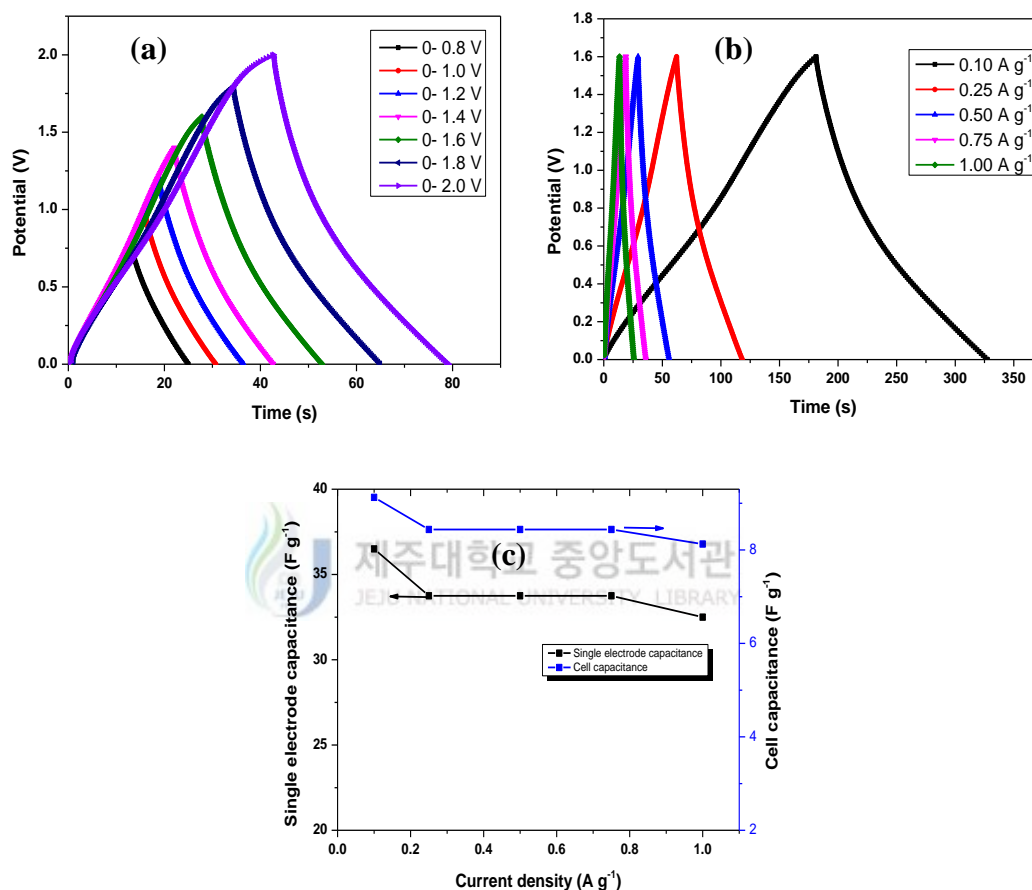 (a)
0- 0.8 V
0- 1.0 V
0- 1.2 V
0- 1.4 V
0- 1.6 V
0- 1.8 V
0- 2.0 V
Potential (V)
2.0
1.5
1.0
0.5
0.0
0 20 40 60 80
Time (s)
(b)
0.10 A g⁻¹
0.25 A g⁻¹
0.50 A g⁻¹
0.75 A g⁻¹
1.00 A g⁻¹
Potential (V)
1.6
1.4
1.2
1.0
0.8
0.6
0.4
0.2
0.0
0 50 100 150 200 250 300 350
Time (s)
(c)
Single electrode capacitance (F g⁻¹)
40
35
30
25
20
Cell capacitance (F g⁻¹)
8
6
4
2
제주대학교 중앙도서관
JEJU NATIONAL UNIVERSITY LIBRARY
JEJU
Single electrode capacitance
Cell capacitance
0.0 0.2 0.4 0.6 0.8 1.0
Current density (A g⁻¹)